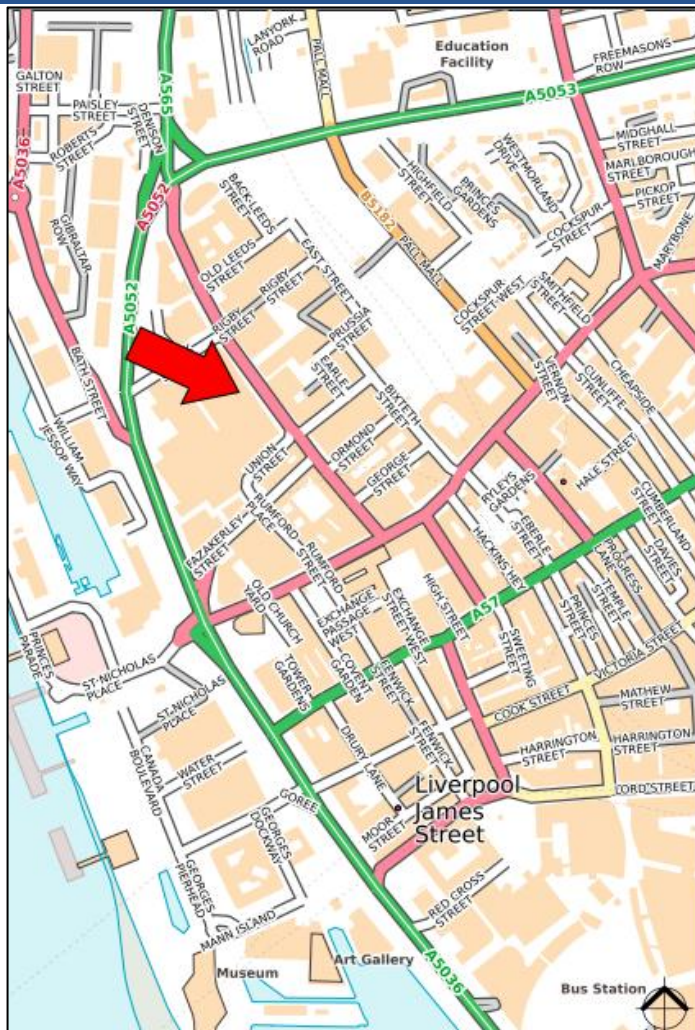 LANYORK
ROAD
PALL MALL
Education
Facility
FREEMASONS
ROW
GALTON
STREET
PAISLEY
STREET
DENISON
STREET
A565
A5053
ROBERTS
STREET
A5036
A5052
MIDGHALL
STREET
MARLBOROUGH
STREET
PICKOP
STREET
HIGHFIELD
STREET
PRINCES
GARDENS
WESTMORLAND
DRIVE
COCKSPUR
STREET
MARYBONE
GIBRALTAR
ROW
BACK-LEEDS
STREET
OLD LEEDS
STREET
B5182
PALL MALL
EAST STREET
RIGBY
STREET
RIGBY
STREET
A5052
PRUSSIA
STREET
COCKSPUR
STREET-WEST
SMITHFIELD
STREET
BATH STREET
EARLE
STREET
VERNON
STREET
CUNLIFFE
STREET
CHEAPSIDE
BIXTETH
STREET
WILLIAM
JESSOP WAY
UNION
STREET
ORMOND
STREET
GEORGE
STREET
RYLEYS
GARDENS
HALE STREET
CUMBERLAND
STREET
FAZAKERLEY
STREET
RUMFORD
PLACE
RUMFORD
STREET
HACKINS HEY
EBERLE
STREET
PROGRESS
LANE
DAVIES
STREET
OLD CHURCH
YARD
EXCHANGE
PASSAGE
WEST
EXCHANGE
STREET-WEST
HIGH STREET
A57
TEMPLE
STREET
PRINCES
STREET
SWEETING
STREET
VICTORIA STREET
PRINCES
PARADE
ST-NICHOLAS
PLACE
ST-NICHOLAS
PLACE
TOWER
GARDENS
COVENT
GARDEN
FENWICK
STREET
FENWICK
STREET
COOK STREET
MATHEW
STREET
HARRINGTON
STREET
HARRINGTON
STREET
CANADA
BOULEVARD
WATER
STREET
DRURY LANE
GOREE
Liverpool
James
Street
LORD STREET
MOOR
STREET
GEORGES
DOCKWAY
GEORGES
PIERHEAD
MANN ISLAND
RED CROSS
STREET
Museum
Art Gallery
A5036
Bus Station